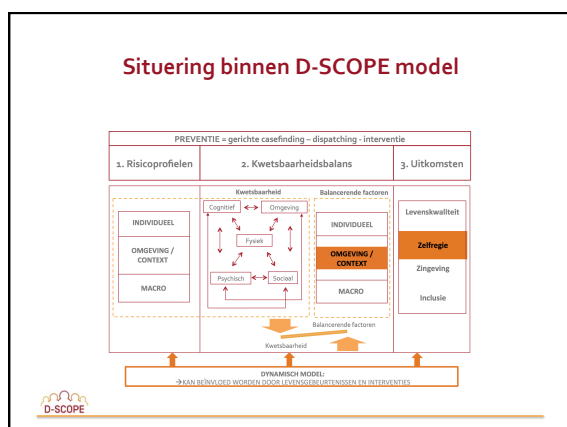 Situering binnen D-SCOPE model
PREVENTIE = gerichte casefinding – dispatching - interventie
1. Risicoprofielen
2. Kwetsbaarheidsbalans
3. Uitkomsten
Kwetsbaarheid
Balancerende factoren
INDIVIDUEEL
OMGEVING /
CONTEXT
MACRO
Cognitief
Omgeving
Fysiek
Psychisch
Sociaal
INDIVIDUEEL
OMGEVING /
CONTEXT
MACRO
Levenskwaliteit
Zelfregie
Zingeving
Inclusie
Balancerende factoren
Kwetsbaarheid
DYNAMISCH MODEL:
→KAN BEÏNVLOED WORDEN DOOR LEVENSGEBEURTENISSEN EN INTERVENTIES
D-SCOPE